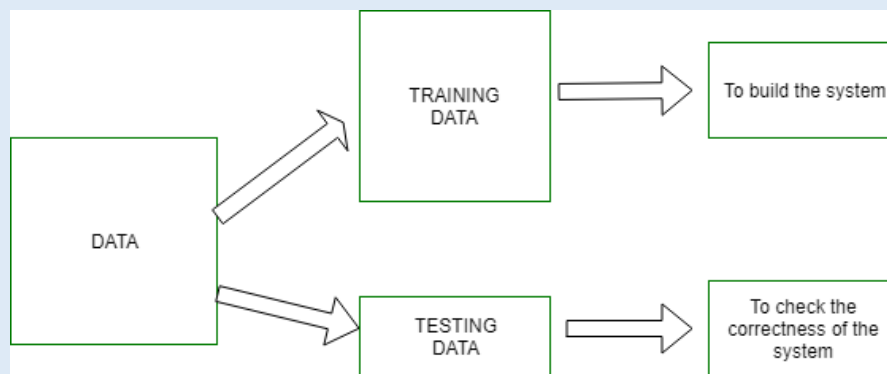 TRAINING
DATA
To build the system
DATA
TESTING
DATA
To check the
correctness of the
system